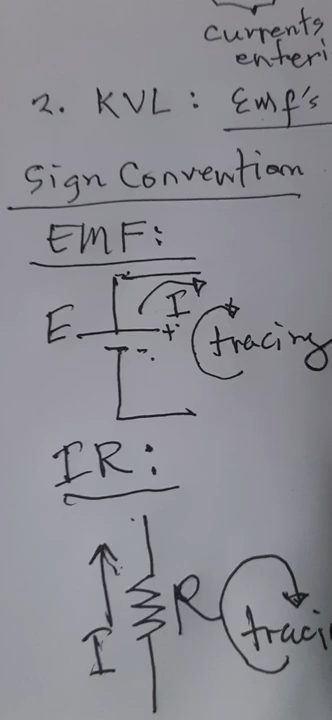 currents
enteri
2. KVL: Emf's
Sign Convention
EMF:
I
E + tracing
-
IR:
I R traci